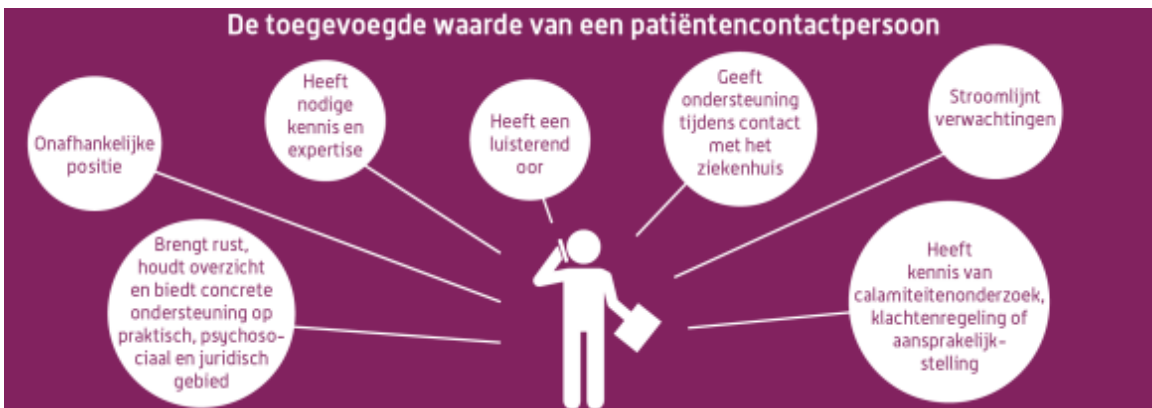 De toegevoegde waarde van een patiëntencontactpersoon
Onafhankelijke
positie
Heeft
nodige
kennis en
expertise
Heeft een
luisterend
oor
Geeft
ondersteuning
tijdens contact
met het
ziekenhuis
Stroomlijnt
verwachtingen
Brengt rust,
houdt overzicht
en biedt concrete
ondersteuning op
praktisch, psychoso-
ciaal en juridisch
gebied
Heeft
kennis van
calamiteitenonderzoek,
klachtenregeling of
aansprakelijk-
stelling